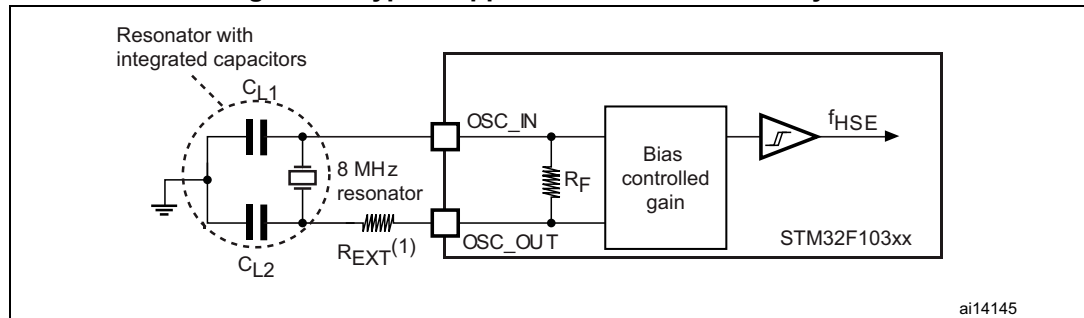 Resonator with
integrated capacitors
CL1
OSC_IN
fHSE
8 MHz
resonator
RF
Bias
controlled
gain
REXT(1)
OSC_OUT
STM32F103xx
CL2
ai14145